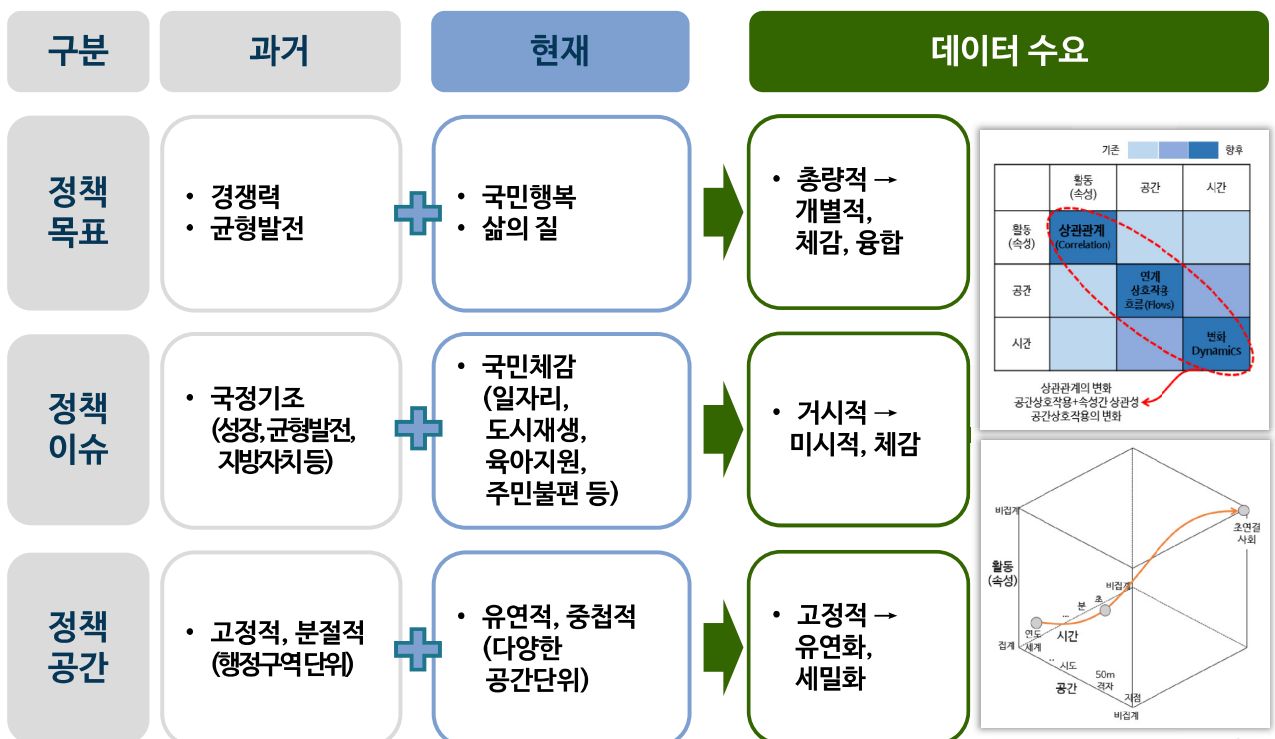 구분
과거
현재
데이터 수요
정책
목표
• 경쟁력
• 균형발전
• 국민행복
• 삶의 질
• 총량적 →
개별적,
체감, 융합
정책
이슈
• 국정기조
(성장, 균형발전,
지방자치 등)
• 국민체감
(일자리,
도시재생,
육아지원,
주민불편 등)
• 거시적 →
미시적, 체감
정책
공간
• 고정적, 분절적
(행정구역 단위)
• 유연적, 중첩적
(다양한
공간단위)
• 고정적 →
유연화,
세밀화
기존
향후
활동
(속성)
공간
시간
활동
(속성)
상관관계
(Correlation)
공간
연계
상호작용
흐름(Flows)
시간
변화
Dynamics
상관관계의 변화
공간상호작용+속성간 상관성
공간상호작용의 변화
비집계
초연결
사회
활동
(속성)
비집계
초
분
...
연도
시간
집계
세계
..
시도
공간
50m
격자
지점
비집계